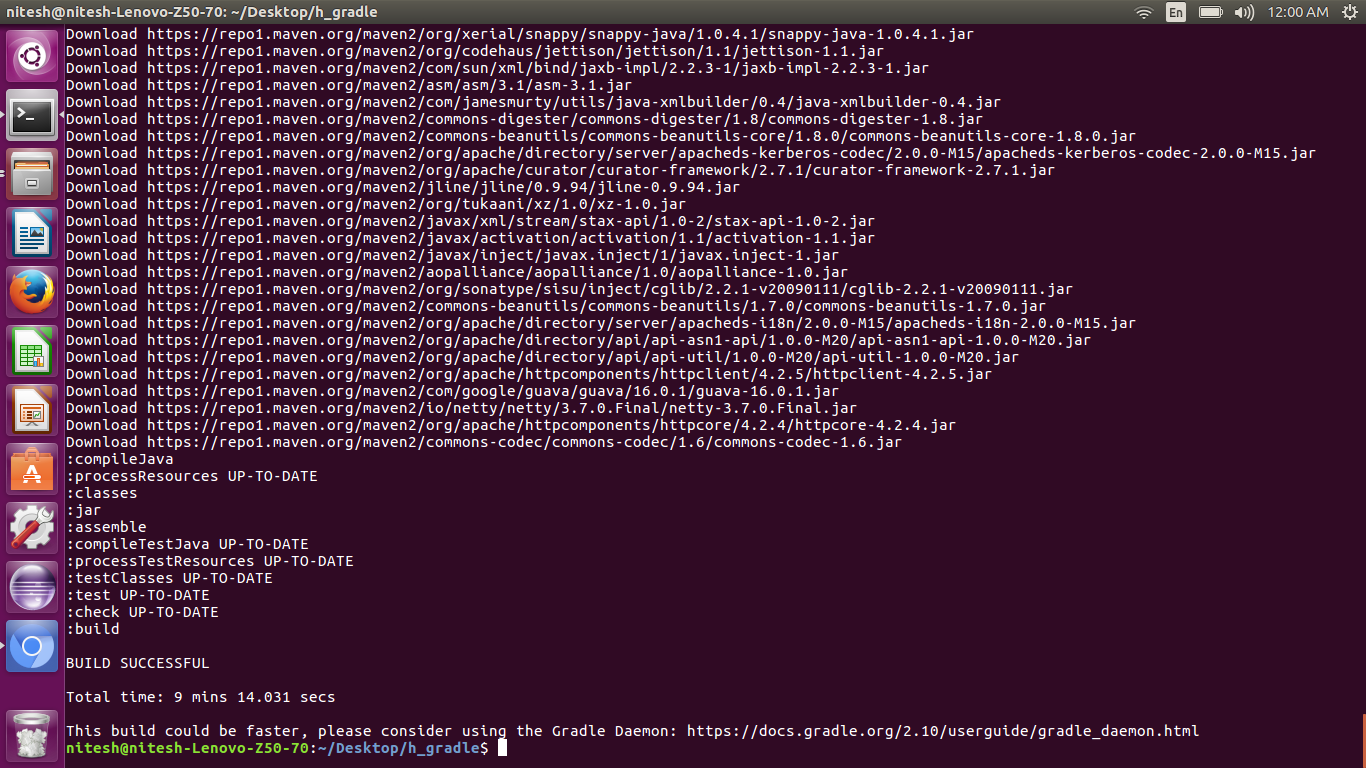 nitesh@nitesh-Lenovo-Z50-70: ~/Desktop/h_gradle En 12:00 AM
Download https://repo1.maven.org/maven2/org/xerial/snappy/snappy-java/1.0.4.1/snappy-java-1.0.4.1.jar
Download https://repo1.maven.org/maven2/org/codehaus/jettison/jettison/1.1/jettison-1.1.jar
Download https://repo1.maven.org/maven2/com/sun/xml/bind/jaxb-impl/2.2.3-1/jaxb-impl-2.2.3-1.jar
Download https://repo1.maven.org/maven2/asm/asm/3.1/asm-3.1.jar
Download https://repo1.maven.org/maven2/com/jamesmurty/utils/java-xmlbuilder/0.4/java-xmlbuilder-0.4.jar
Download https://repo1.maven.org/maven2/commons-digester/commons-digester/1.8/commons-digester-1.8.jar
Download https://repo1.maven.org/maven2/commons-beanutils/commons-beanutils-core/1.8.0/commons-beanutils-core-1.8.0.jar
Download https://repo1.maven.org/maven2/org/apache/directory/server/apacheds-kerberos-codec/2.0.0-M15/apacheds-kerberos-codec-2.0.0-M15.jar
Download https://repo1.maven.org/maven2/org/apache/curator/curator-framework/2.7.1/curator-framework-2.7.1.jar
Download https://repo1.maven.org/maven2/jline/jline/0.9.94/jline-0.9.94.jar
Download https://repo1.maven.org/maven2/org/tukaani/xz/1.0/xz-1.0.jar
Download https://repo1.maven.org/maven2/javax/xml/stream/stax-api/1.0-2/stax-api-1.0-2.jar
Download https://repo1.maven.org/maven2/javax/activation/activation/1.1/activation-1.1.jar
Download https://repo1.maven.org/maven2/javax/inject/javax.inject/1/javax.inject-1.jar
Download https://repo1.maven.org/maven2/aopalliance/aopalliance/1.0/aopalliance-1.0.jar
Download https://repo1.maven.org/maven2/org/sonatype/sisu/inject/cglib/2.2.1-v20090111/cglib-2.2.1-v20090111.jar
Download https://repo1.maven.org/maven2/commons-beanutils/commons-beanutils/1.7.0/commons-beanutils-1.7.0.jar
Download https://repo1.maven.org/maven2/org/apache/directory/server/apacheds-i18n/2.0.0-M15/apacheds-i18n-2.0.0-M15.jar
Download https://repo1.maven.org/maven2/org/apache/directory/api/api-asn1-api/1.0.0-M20/api-asn1-api-1.0.0-M20.jar
Download https://repo1.maven.org/maven2/org/apache/directory/api/api-util/1.0.0-M20/api-util-1.0.0-M20.jar
Download https://repo1.maven.org/maven2/org/apache/httpcomponents/httpclient/4.2.5/httpclient-4.2.5.jar
Download https://repo1.maven.org/maven2/com/google/guava/guava/16.0.1/guava-16.0.1.jar
Download https://repo1.maven.org/maven2/io/netty/netty/3.7.0.Final/netty-3.7.0.Final.jar
Download https://repo1.maven.org/maven2/org/apache/httpcomponents/httpcore/4.2.4/httpcore-4.2.4.jar
Download https://repo1.maven.org/maven2/commons-codec/commons-codec/1.6/commons-codec-1.6.jar
:compileJava
:processResources UP-TO-DATE
:classes
:jar
:assemble
:compileTestJava UP-TO-DATE
:processTestResources UP-TO-DATE
:testClasses UP-TO-DATE
:test UP-TO-DATE
:check UP-TO-DATE
:build
BUILD SUCCESSFUL
Total time: 9 mins 14.031 secs
This build could be faster, please consider using the Gradle Daemon: https://docs.gradle.org/2.10/userguide/gradle_daemon.html
nitesh@nitesh-Lenovo-Z50-70:~/Desktop/h_gradle$